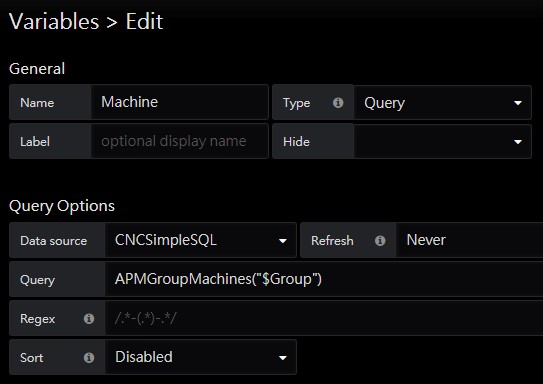 Variables > Edit
General
Name Machine Type Query
Label optional display name Hide
Query Options
Data source CNCSimpleSQL Refresh Never
Query APMGroupMachines("$Group")
Regex /.*-(.*)-.*/
Sort Disabled